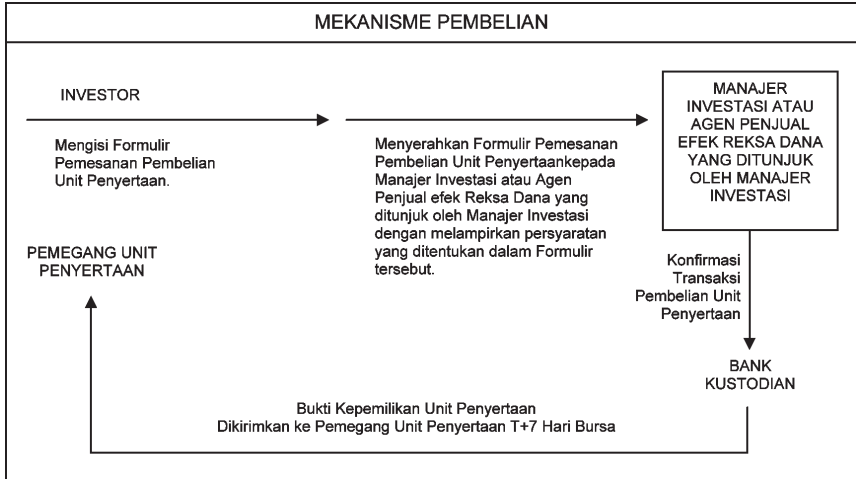 MEKANISME PEMBELIAN
INVESTOR
Mengisi Formulir
Pemesanan Pembelian
Unit Penyertaan.
Menyerahkan Formulir Pemesanan
Pembelian Unit Penyertaankepada
Manajer Investasi atau Agen
Penjual efek Reksa Dana yang
ditunjuk oleh Manajer Investasi
dengan melampirkan persyaratan
yang ditentukan dalam Formulir
tersebut.
MANAJER
INVESTASI ATAU
AGEN PENJUAL
EFEK REKSA DANA
YANG DITUNJUK
OLEH MANAJER
INVESTASI
Konfirmasi
Transaksi
Pembelian Unit
Penyertaan
BANK
KUSTODIAN
Bukti Kepemilikan Unit Penyertaan
Dikirimkan ke Pemegang Unit Penyertaan T+7 Hari Bursa
PEMEGANG UNIT
PENYERTAAN